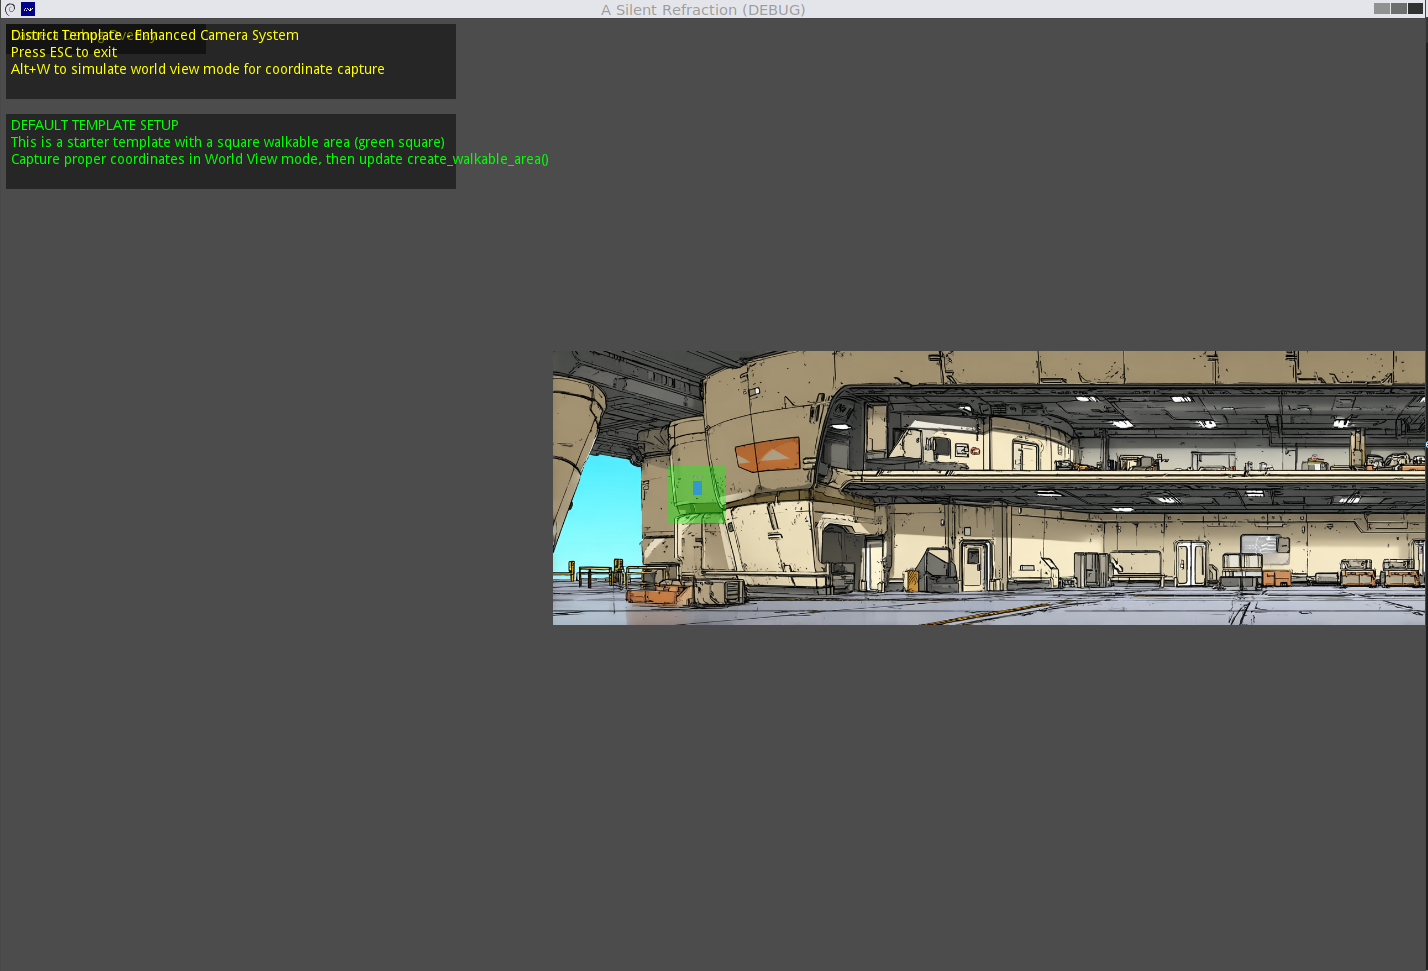 A Silent Refraction (DEBUG)
District Template - Enhanced Camera System
Press ESC to exit
Alt+W to simulate world view mode for coordinate capture
DEFAULT TEMPLATE SETUP
This is a starter template with a square walkable area (green square)
Capture proper coordinates in World View mode, then update create_walkable_area()